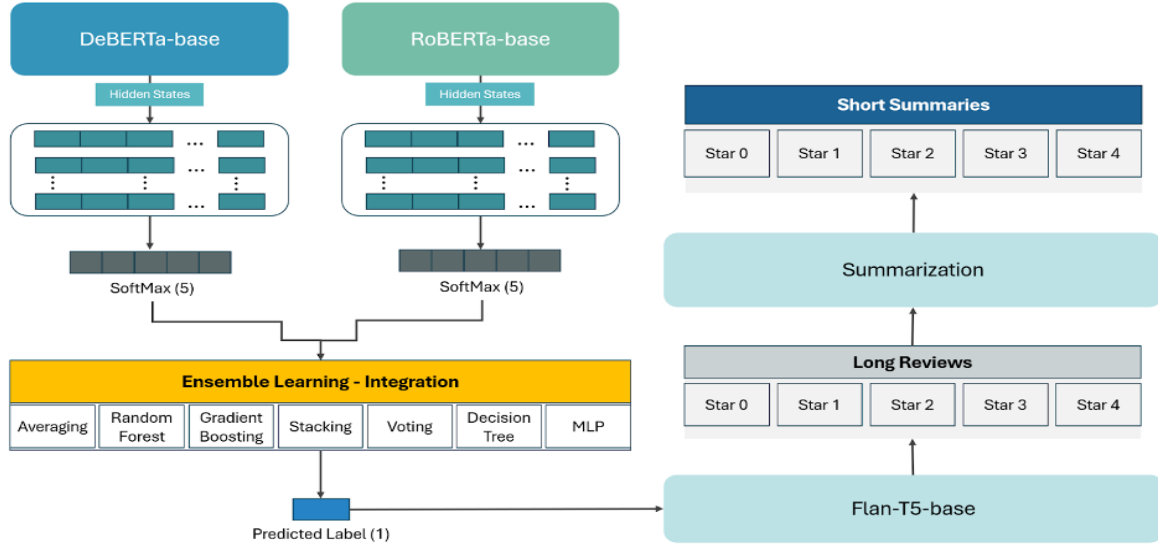 DeBERTa-base
RoBERTa-base
Hidden States
Hidden States
...
...
...
...
...
...
SoftMax (5)
SoftMax (5)
Ensemble Learning - Integration
Averaging
Random
Forest
Gradient
Boosting
Stacking
Voting
Decision
Tree
MLP
Predicted Label (1)
Short Summaries
Star 0
Star 1
Star 2
Star 3
Star 4
Summarization
Long Reviews
Star 0
Star 1
Star 2
Star 3
Star 4
Flan-T5-base